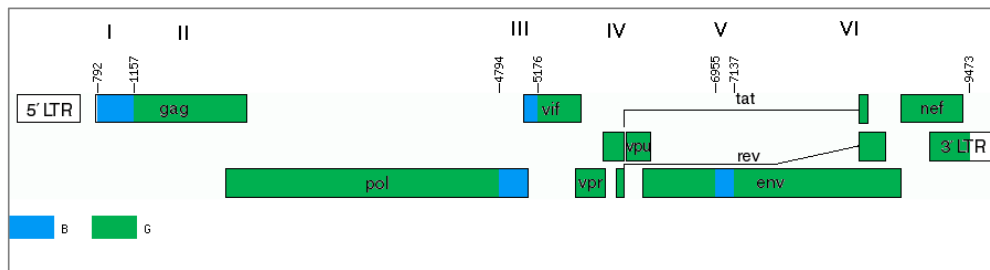 I II III IV V VI
792 1157 4794 5176 6955 7137 9473
5' LTR gag vif tat nef
vpu rev 3' LTR
pol vpr env
B G